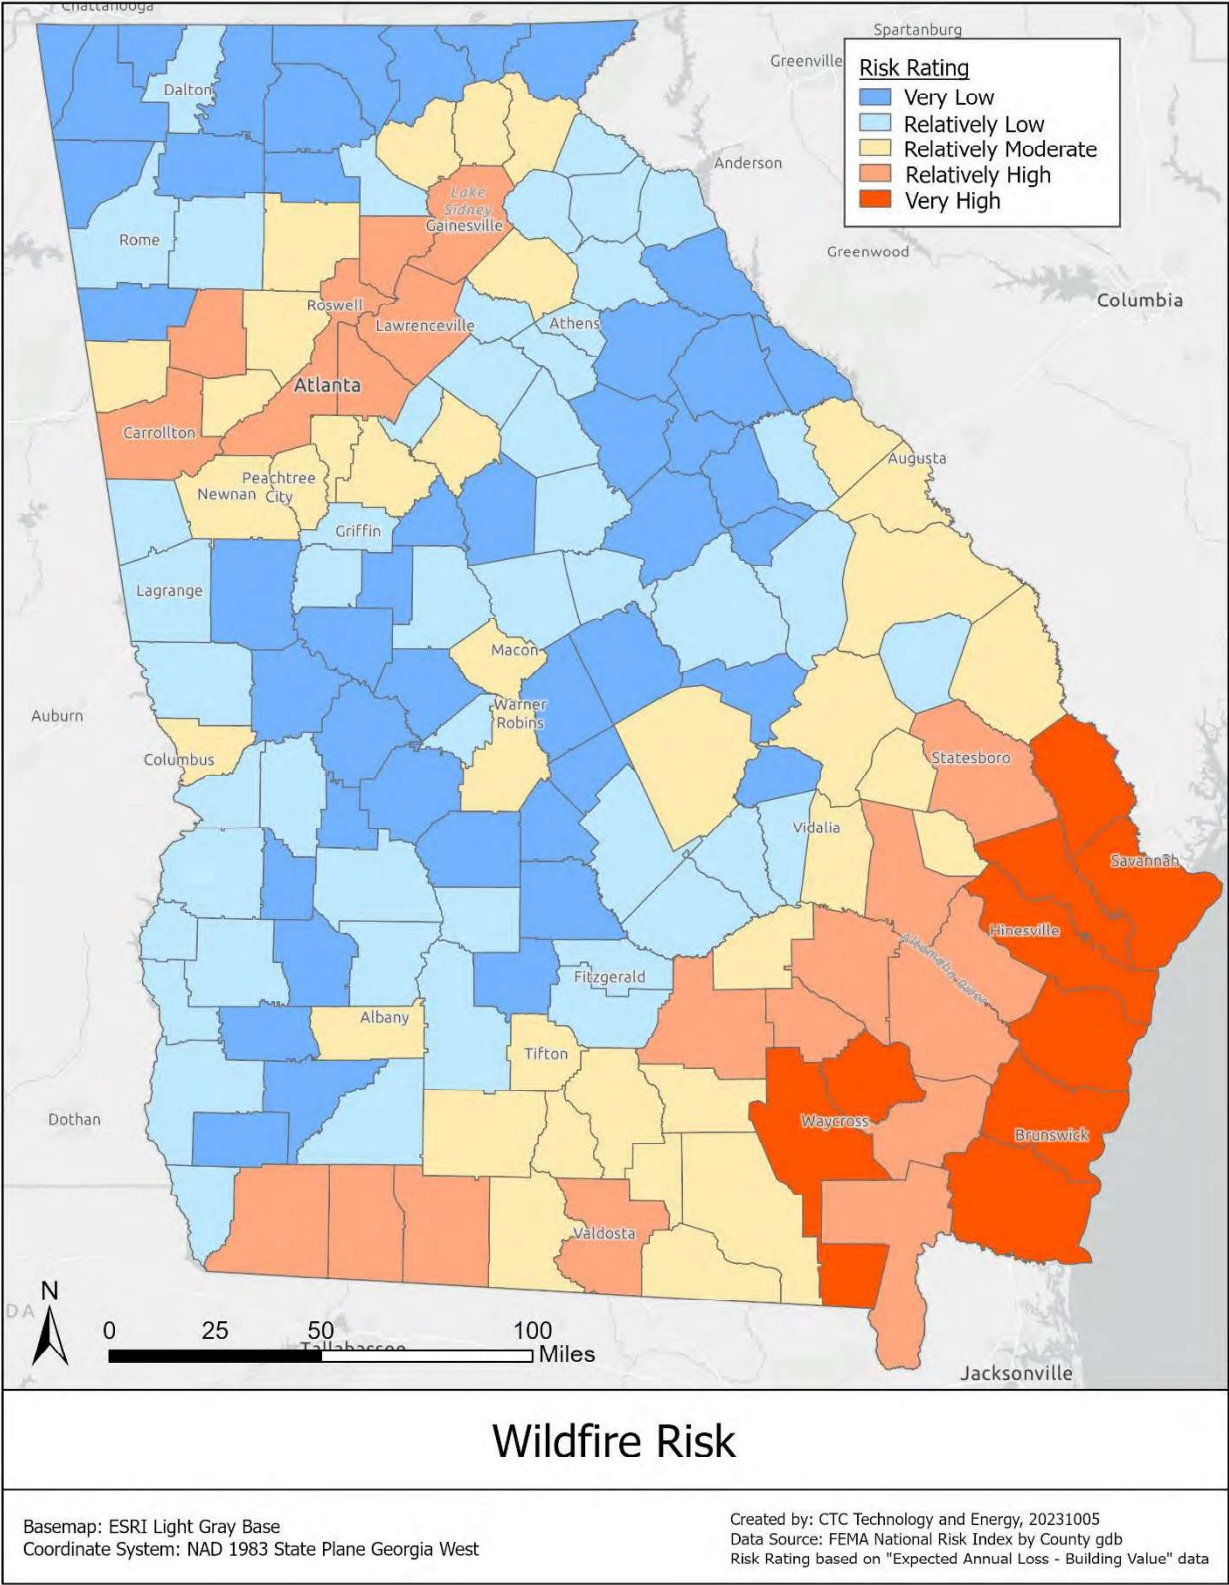 Chattanooga
Spartanburg
Greenville
Risk Rating
Very Low
Relatively Low
Relatively Moderate
Relatively High
Very High
Dalton
Anderson
Lake
Sidney
Gainesville
Rome
Greenwood
Columbia
Roswell
Lawrenceville
Athens
Atlanta
Carrollton
Augusta
Peachtree
Newnan City
Griffin
Lagrange
Macon
Auburn
Warner
Robins
Columbus
Statesboro
Vidalia
Savannah
Hinesville
Altamaha River
Fitzgerald
Albany
Tifton
Dothan
Waycross
Brunswick
Valdosta
N
DA
0 25 50 100
Miles
Tallahassee
Jacksonville
Wildfire Risk
Basemap: ESRI Light Gray Base
Coordinate System: NAD 1983 State Plane Georgia West
Created by: CTC Technology and Energy, 20231005
Data Source: FEMA National Risk Index by County gdb
Risk Rating based on "Expected Annual Loss - Building Value" data